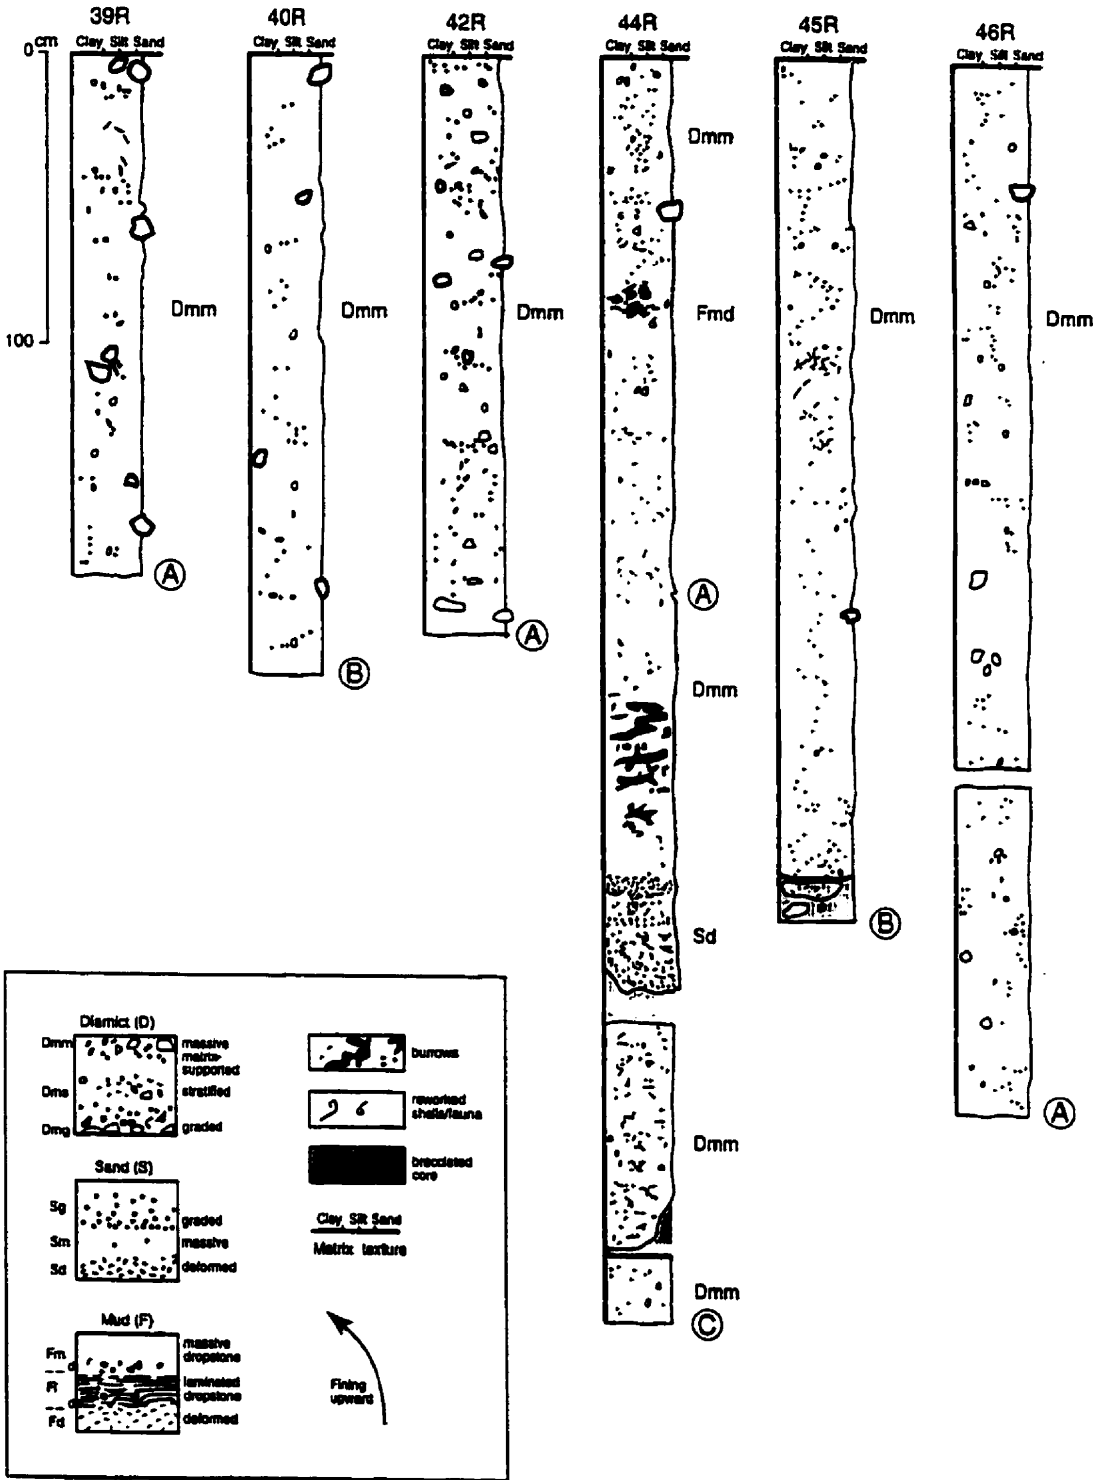 39R
40R
42R
44R
45R
46R
0 cm
Clay Silt Sand
Clay Silt Sand
Clay Silt Sand
Clay Silt Sand
Clay Silt Sand
Clay Silt Sand
Dmm
Dmm
Dmm
Dmm
Fmd
Dmm
Dmm
100
A
B
A
A
Dmm
Sd
B
Dmm
A
Dmm
C
Diamict (D)
Dmm
massive
matrix-
supported
Dms
stratified
Dmg
graded
Sand (S)
Sg
graded
Sm
massive
Sd
deformed
Mud (F)
Fm
d
massive
dropstone
Fl
d
laminated
dropstone
Fd
deformed
burrows
reworked
shells/fauna
brecciated
core
Clay Silt Sand
Matrix texture
Fining
upward